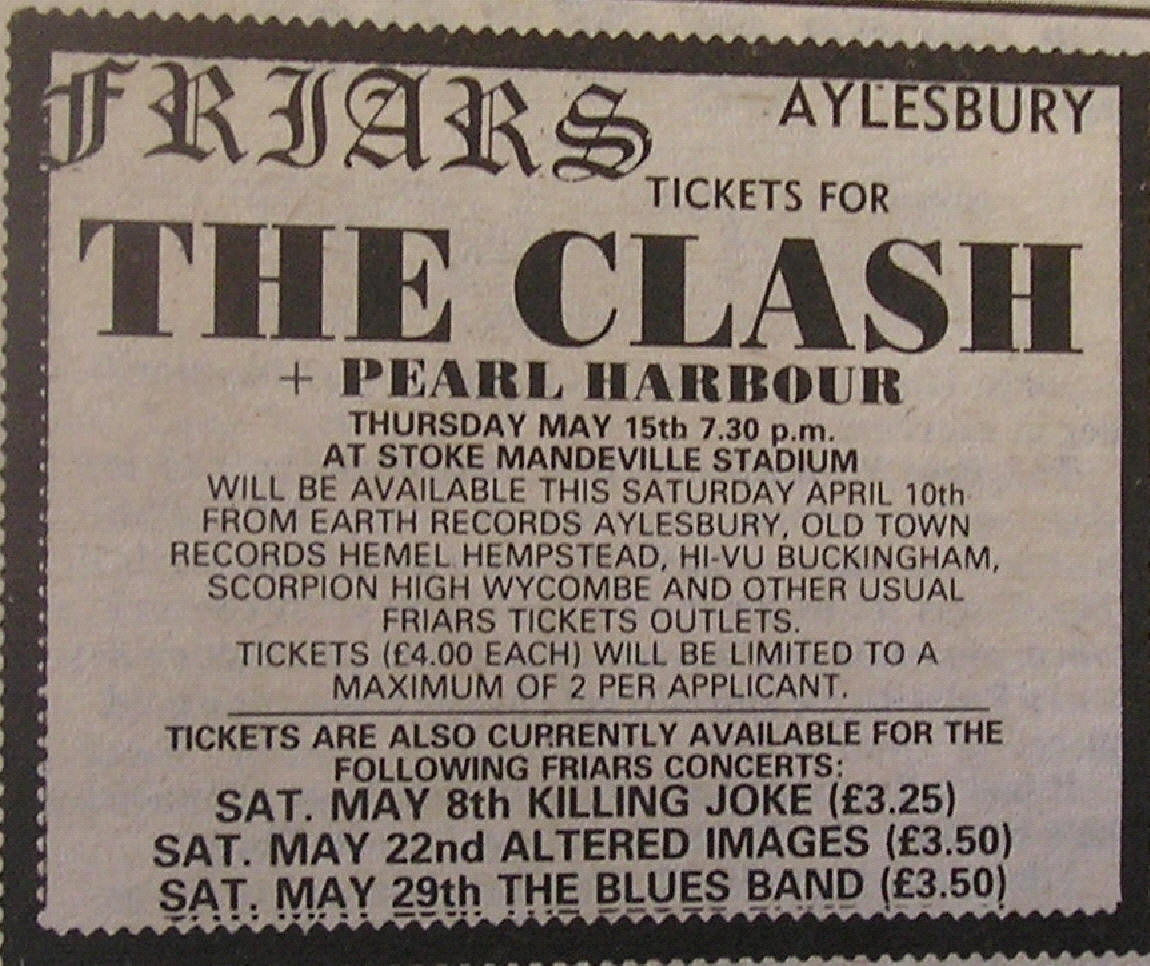 FRIARS AYLESBURY
TICKETS FOR
THE CLASH
+ PEARL HARBOUR
THURSDAY MAY 15th 7.30 p.m.
AT STOKE MANDEVILLE STADIUM
WILL BE AVAILABLE THIS SATURDAY APRIL 10th
FROM EARTH RECORDS AYLESBURY, OLD TOWN
RECORDS HEMEL HEMPSTEAD, HI-VU BUCKINGHAM,
SCORPION HIGH WYCOMBE AND OTHER USUAL
FRIARS TICKETS OUTLETS.
TICKETS (£4.00 EACH) WILL BE LIMITED TO A
MAXIMUM OF 2 PER APPLICANT.
TICKETS ARE ALSO CURRENTLY AVAILABLE FOR THE
FOLLOWING FRIARS CONCERTS:
SAT. MAY 8th KILLING JOKE (£3.25)
SAT. MAY 22nd ALTERED IMAGES (£3.50)
SAT. MAY 29th THE BLUES BAND (£3.50)